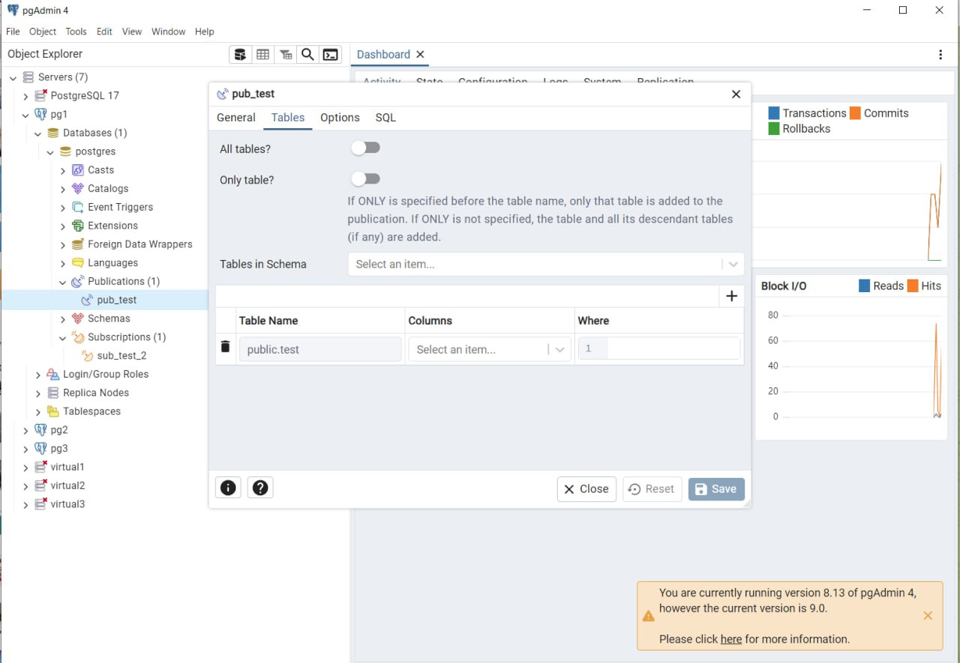 pgAdmin 4
File Object Tools Edit View Window Help
Object Explorer
Dashboard
Servers (7)
PostgreSQL 17
pg1
Databases (1)
postgres
Casts
Catalogs
Event Triggers
Extensions
Foreign Data Wrappers
Languages
Publications (1)
pub_test
Schemas
Subscriptions (1)
sub_test_2
Login/Group Roles
Replica Nodes
Tablespaces
pg2
pg3
virtual1
virtual2
virtual3
Activity State Configuration Logs System Replication
pub_test
General Tables Options SQL
All tables?
Only table?
If ONLY is specified before the table name, only that table is added to the
publication. If ONLY is not specified, the table and all its descendant tables
(if any) are added.
Tables in Schema
Select an item...
Table Name Columns Where
public.test Select an item... 1
Close Reset Save
Transactions Commits
Rollbacks
Block I/O Reads Hits
80
60
40
20
0
You are currently running version 8.13 of pgAdmin 4,
however the current version is 9.0.
Please click here for more information.